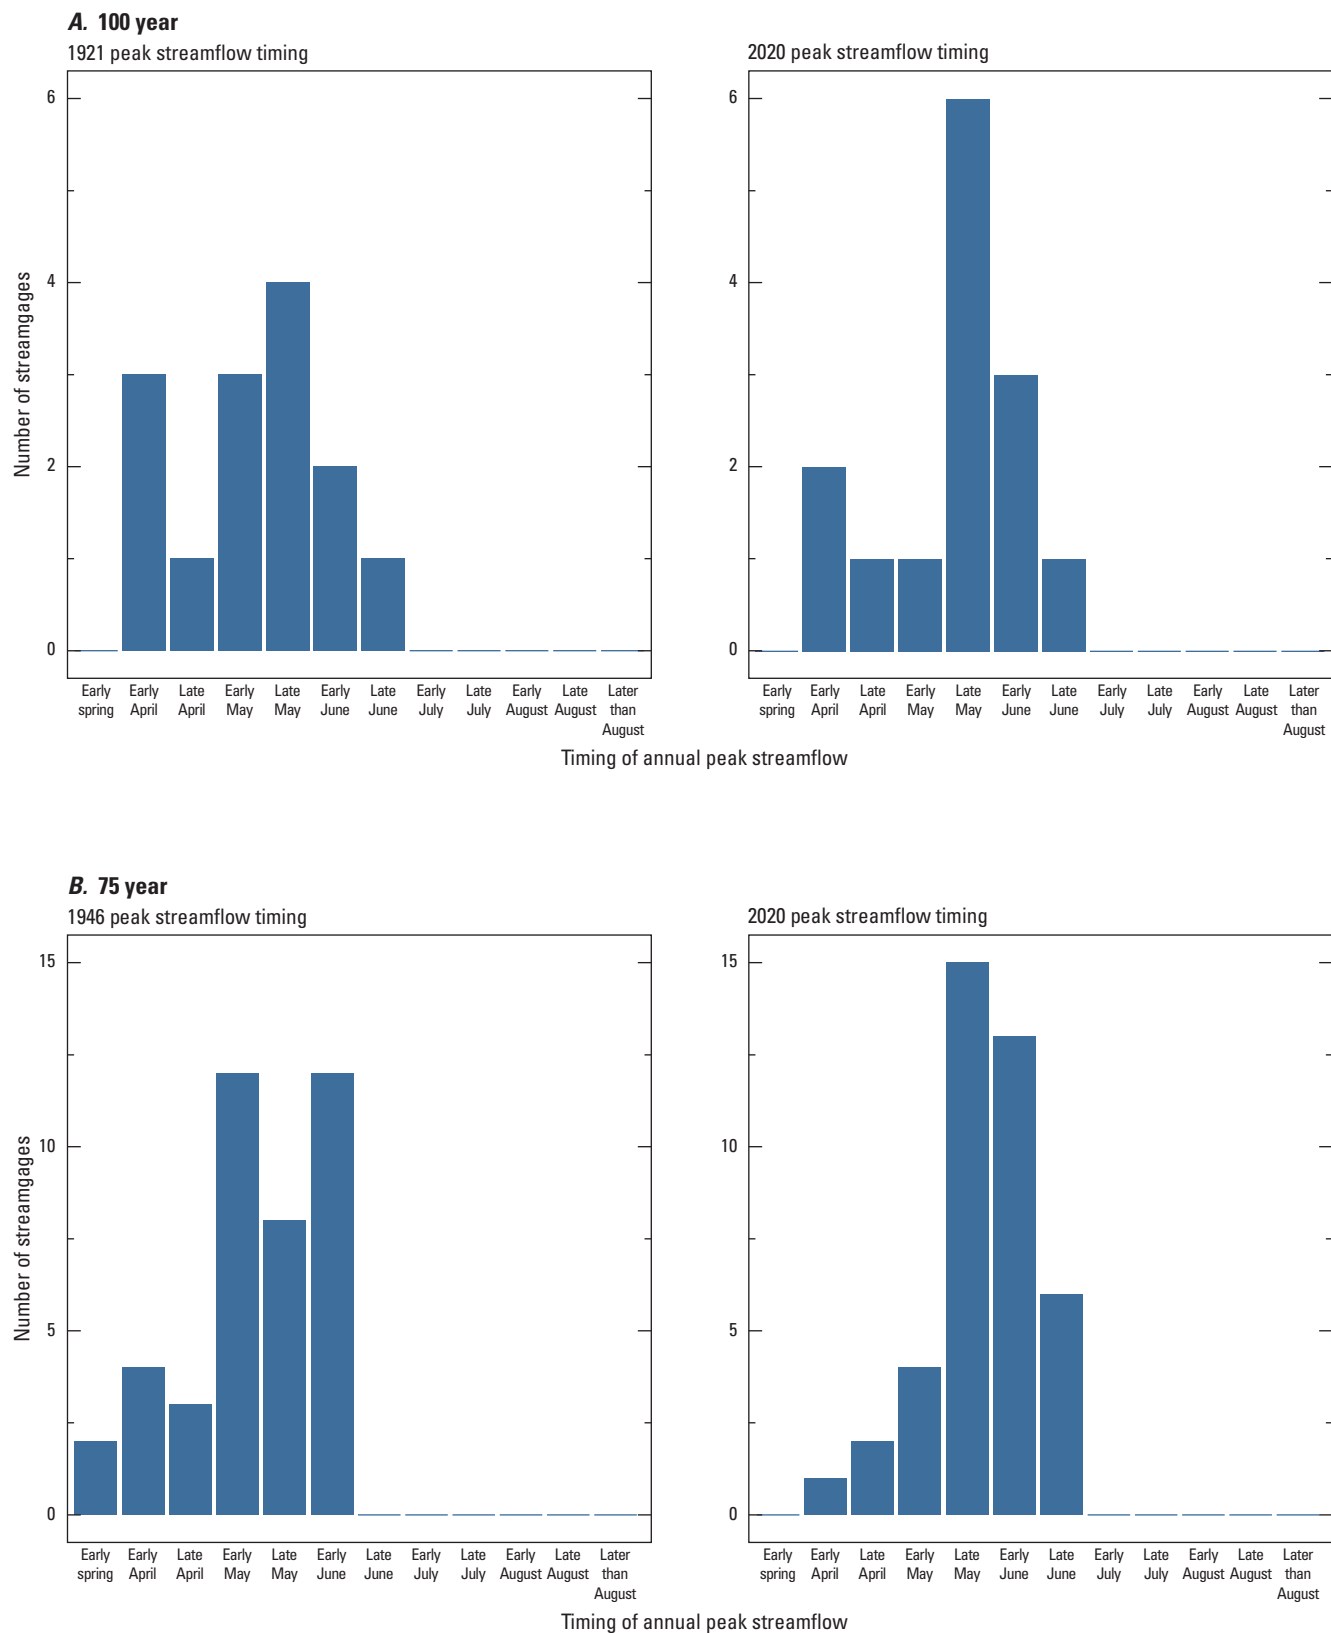 A. 100 year
1921 peak streamflow timing
2020 peak streamflow timing
Number of streamgages
6
4
2
0
6
4
2
0
Early spring
Early April
Late April
Early May
Late May
Early June
Late June
Early July
Late July
Early August
Late August
Later than August
Early spring
Early April
Late April
Early May
Late May
Early June
Late June
Early July
Late July
Early August
Late August
Later than August
Timing of annual peak streamflow
B. 75 year
1946 peak streamflow timing
2020 peak streamflow timing
Number of streamgages
15
10
5
0
15
10
5
0
Early spring
Early April
Late April
Early May
Late May
Early June
Late June
Early July
Late July
Early August
Late August
Later than August
Early spring
Early April
Late April
Early May
Late May
Early June
Late June
Early July
Late July
Early August
Late August
Later than August
Timing of annual peak streamflow